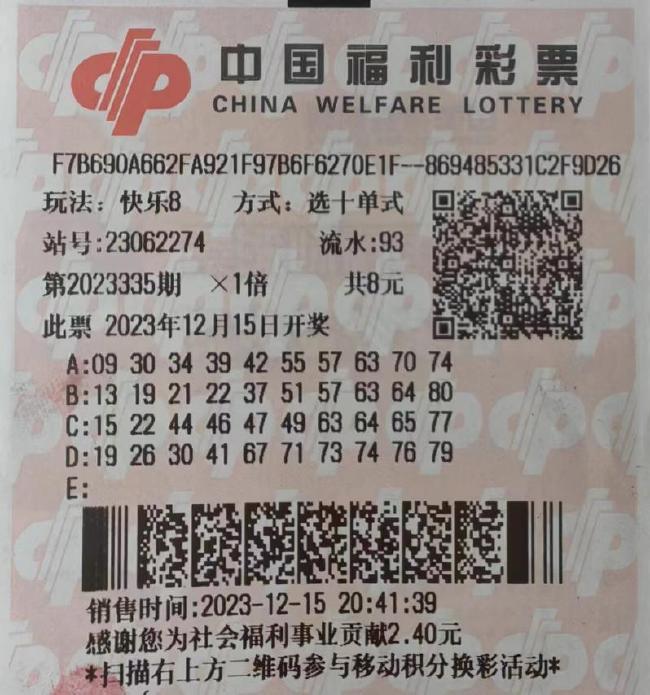 中国福利彩票
CHINA WELFARE LOTTERY
F7B690A662FA921F97B6F6270E1F--869485331C2F9D26
玩法：快乐8 方式：选十单式
站号:23062274 流水:93
第2023335期 ×1倍 共8元
此票 2023年12月15日开奖
A:09 30 34 39 42 55 57 63 70 74
B:13 19 21 22 37 51 57 63 64 80
C:15 22 44 46 47 49 63 64 65 77
D:19 26 30 41 67 71 73 74 76 79
E:
销售时间:2023-12-15 20:41:39
感谢您为社会福利事业贡献2.40元
*扫描右上方二维码参与移动积分换彩活动*